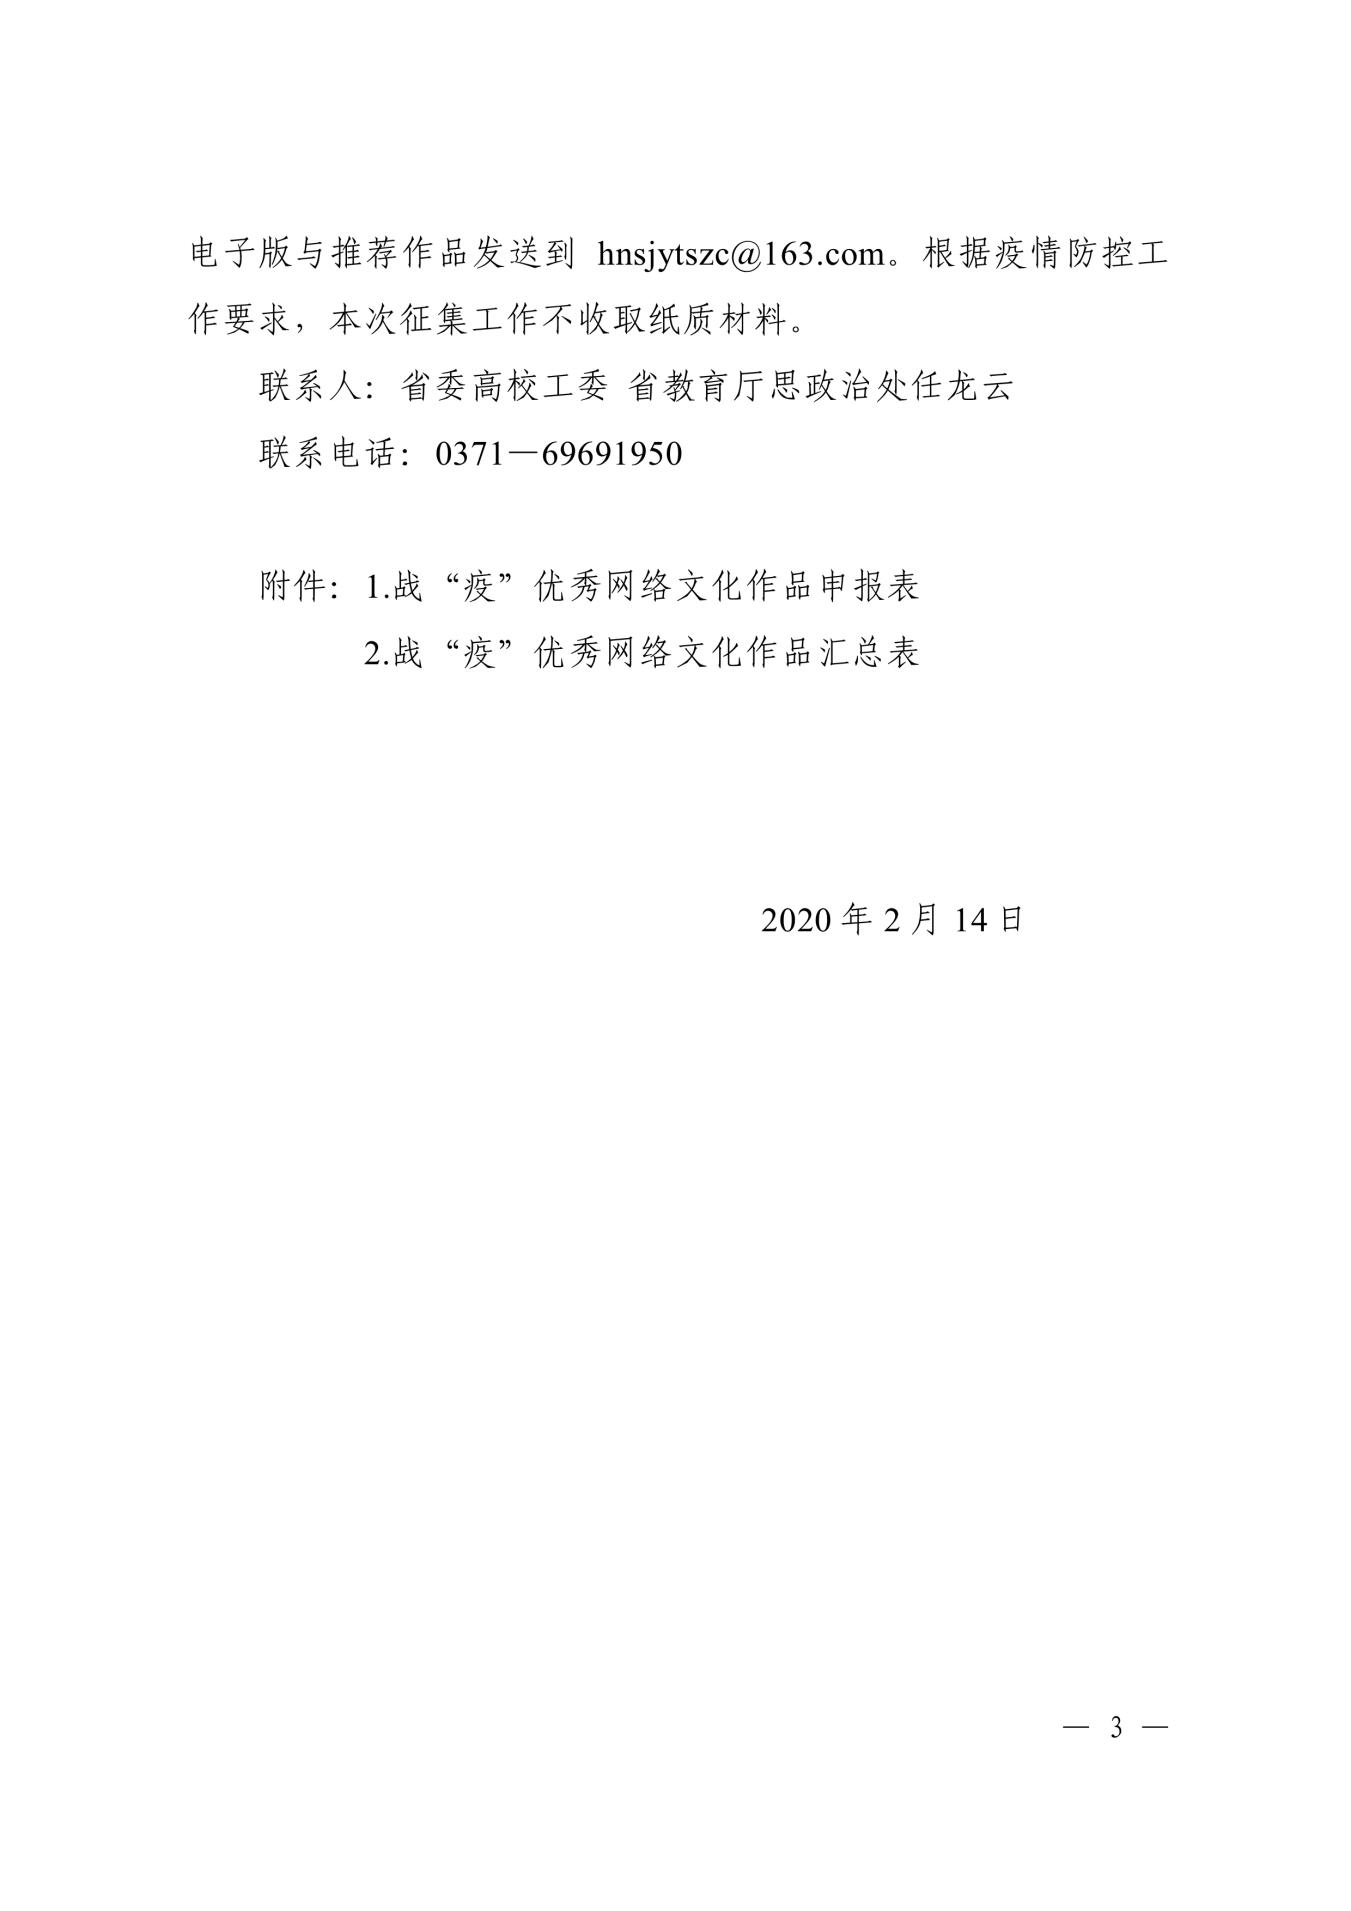 电子版与推荐作品发送到 hnsjytszc@163.com。根据疫情防控工
作要求，本次征集工作不收取纸质材料。
联系人：省委高校工委 省教育厅思政治处任龙云
联系电话：0371—69691950
附件：1.战“疫”优秀网络文化作品申报表
2.战“疫”优秀网络文化作品汇总表
2020 年 2 月 14 日
— 3 —